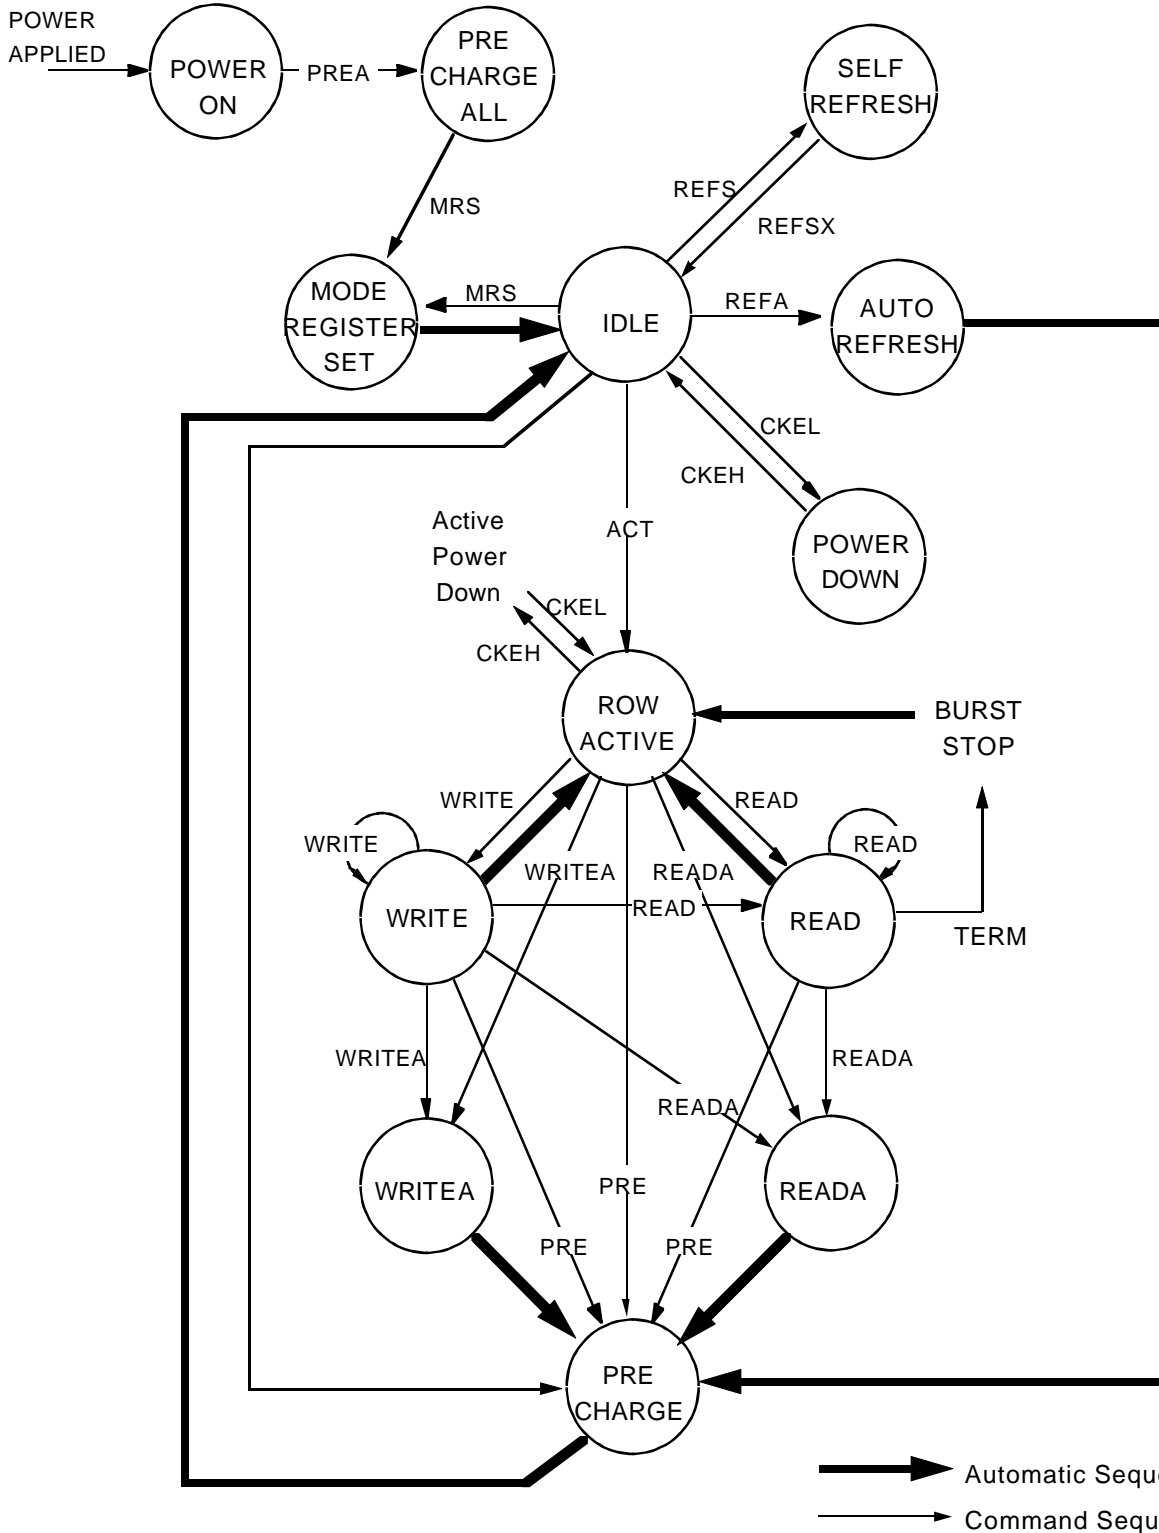 POWER
APPLIED
POWER
ON
PREA
PRE
CHARGE
ALL
SELF
REFRESH
MRS
REFS
REFSX
MODE
REGISTER
SET
MRS
IDLE
REFA
AUTO
REFRESH
CKEL
CKEH
POWER
DOWN
ACT
Active
Power
Down
CKEL
CKEH
ROW
ACTIVE
BURST
STOP
WRITE
READ
WRITE
READ
WRITEA
READA
WRITE
READ
READ
TERM
WRITEA
READA
READA
WRITEA
READA
PRE
PRE
PRE
PRE
CHARGE
Automatic Seque
Command Sequ